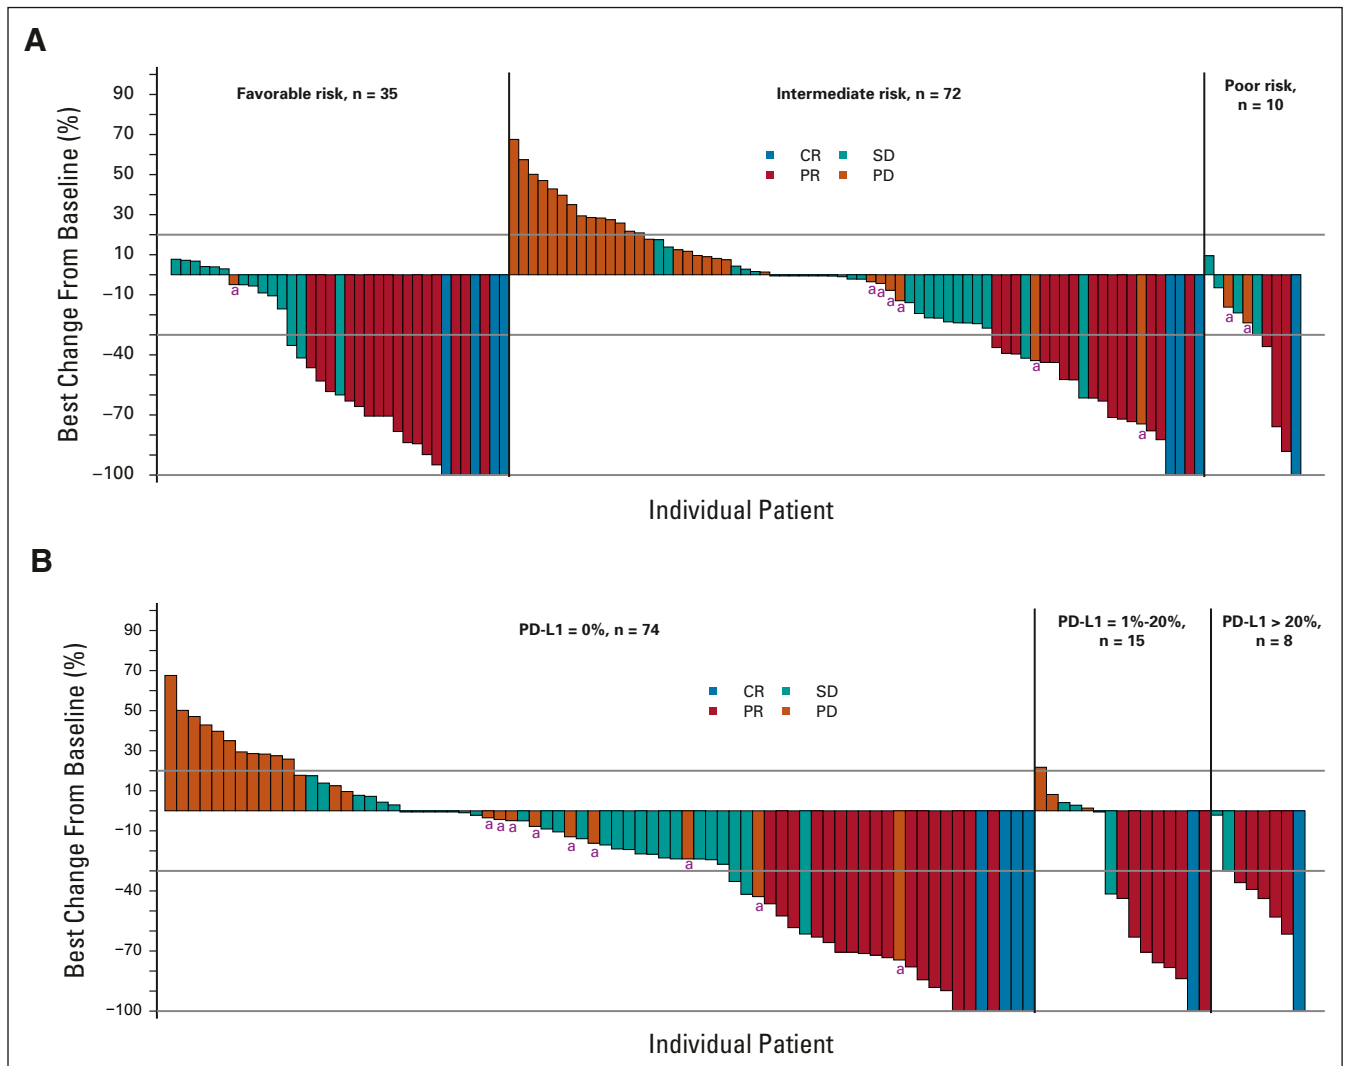 A
Best Change From Baseline (%)
90
70
50
30
10
−10
−40
−70
−100
Favorable risk, n = 35
Intermediate risk, n = 72
Poor risk,
n = 10
CR
SD
PR
PD
a
a
a
a
a
a
a
a
a
Individual Patient
B
Best Change From Baseline (%)
90
70
50
30
10
−10
−40
−70
−100
PD-L1 = 0%, n = 74
PD-L1 = 1%-20%,
n = 15
PD-L1 > 20%,
n = 8
CR
SD
PR
PD
a
a
a
a
a
a
a
a
a
Individual Patient